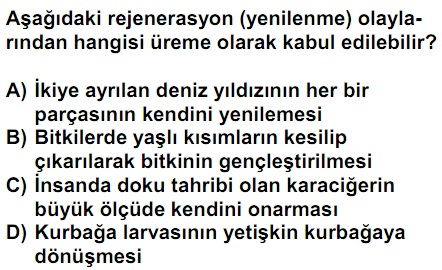 Aşağıdaki rejenerasyon (yenilenme) olayla-
rından hangisi üreme olarak kabul edilebilir?
A) İkiye ayrılan deniz yıldızının her bir
parçasının kendini yenilemesi
B) Bitkilerde yaşlı kısımların kesilip
çıkarılarak bitkinin gençleştirilmesi
C) İnsanda doku tahribi olan karaciğerin
büyük ölçüde kendini onarması
D) Kurbağa larvasının yetişkin kurbağaya
dönüşmesi